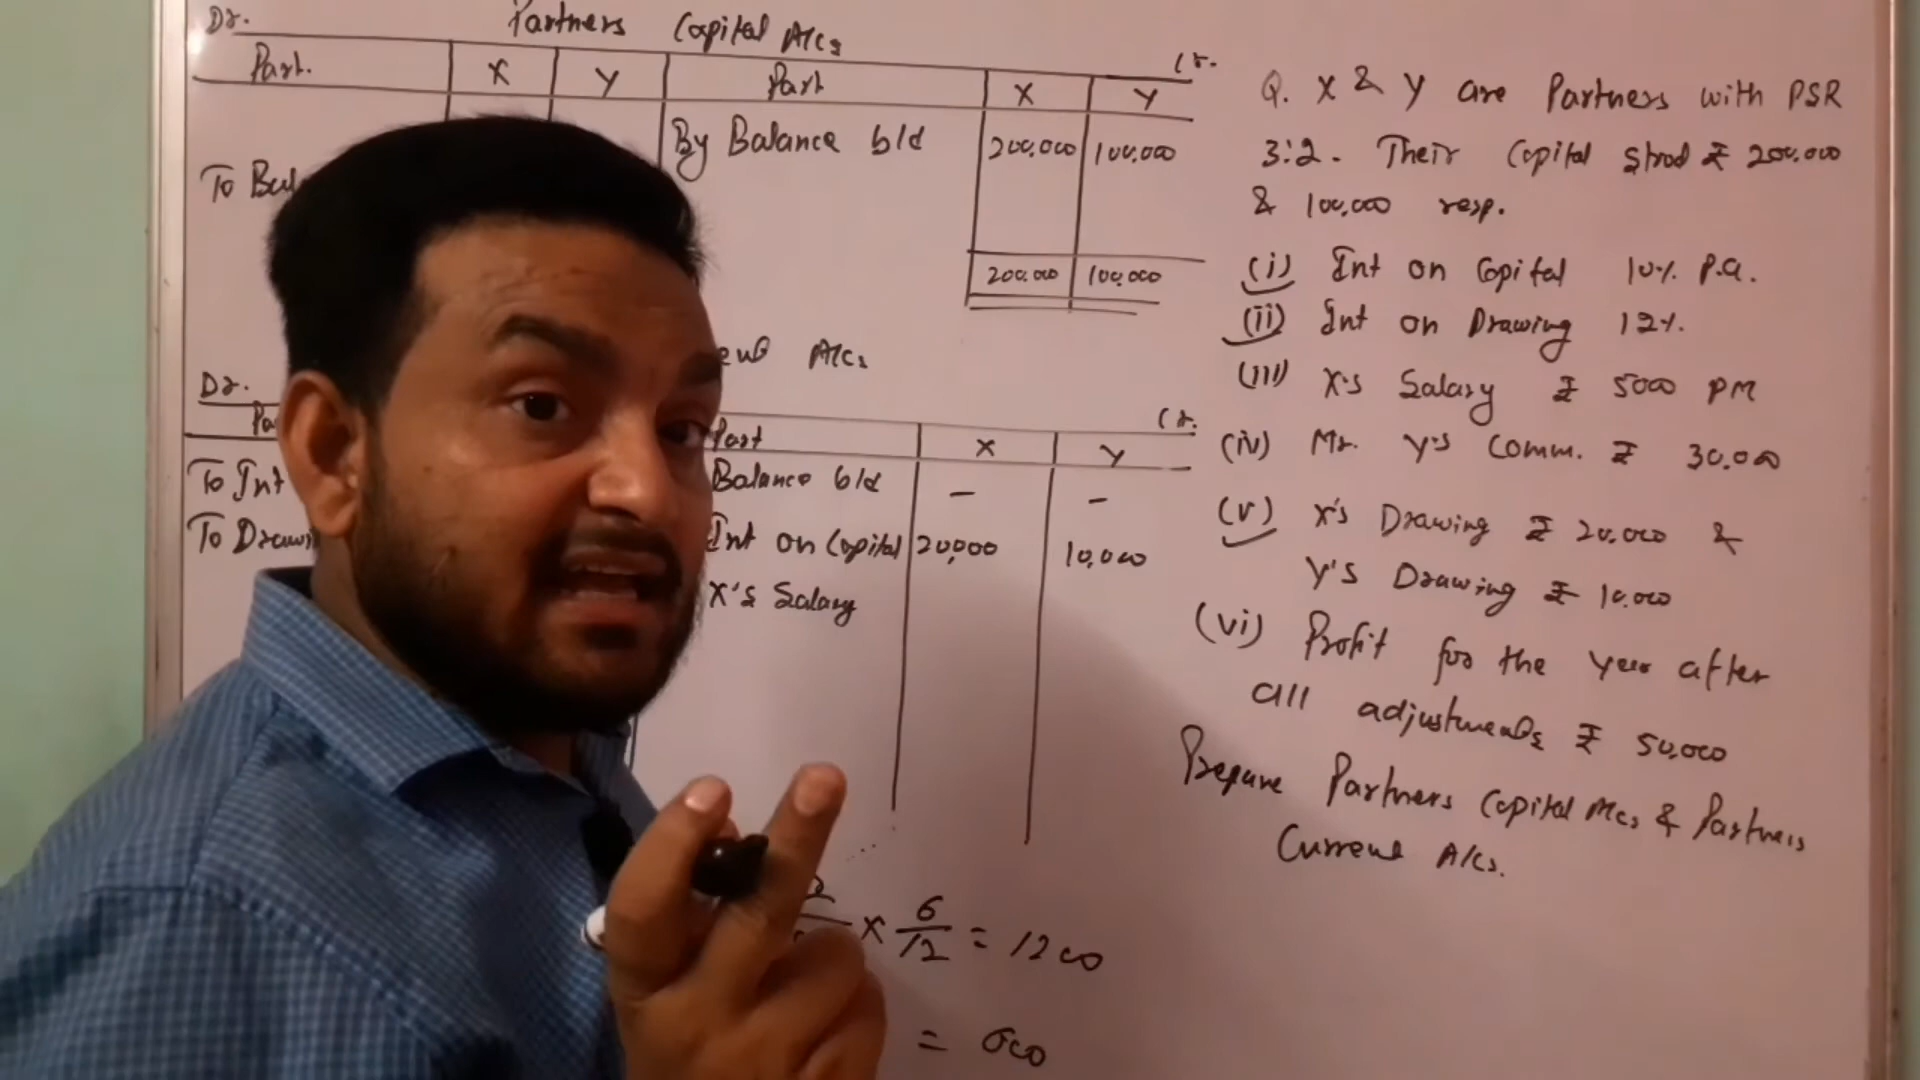 Dr. Partners Capital A/cs Cr.
Part. X Y Part X Y
By Balance b/d 200,000 100,000
To Bal
200,000 100,000
A/cs
Dr. Cr.
Part X Y
Balance b/d - -
To Int
Int on Capital 20,000 10,000
To Drawi
X's Salary
x 6/12 = 1200
= 600
Q. X & Y are Partners with PSR
3:2. Their Capital stood ₹ 200,000
& 100,000 resp.
(i) Int on Capital 10% P.a.
(ii) Int on Drawing 12%.
(iii) X's Salary ₹ 5000 PM
(iv) Mr. Y's Comm. ₹ 30,000
(v) X's Drawing ₹ 20,000 &
Y's Drawing ₹ 10,000
(vi) Profit for the Year after
all adjustments ₹ 50,000
Prepare Partners Capital A/cs & Partners
Current A/cs.